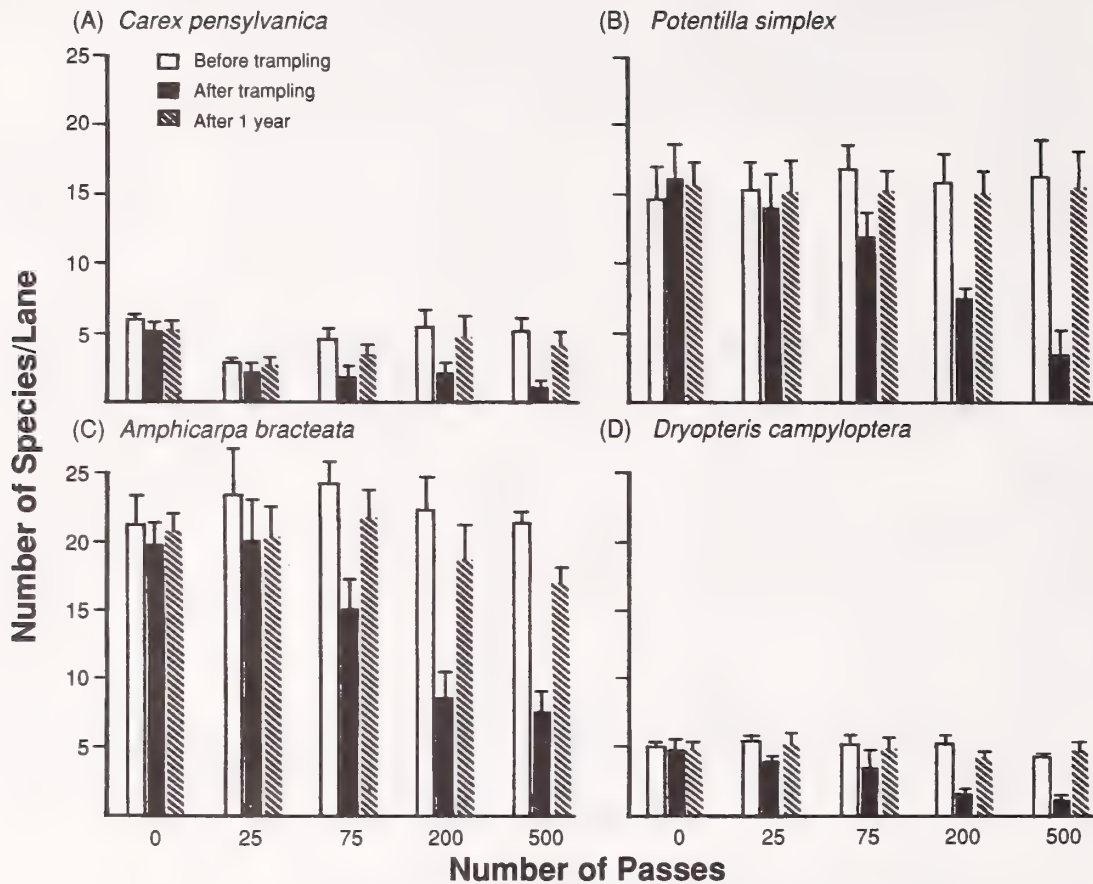 (A) Carex pensylvanica
(B) Potentilla simplex
25
Before trampling
After trampling
20
After 1 year
15
10
5
(C) Amphicarpa bracteata
(D) Dryopteris campyloptera
25
20
15
10
5
Number of Species/Lane
0 25 75 200 500
0 25 75 200 500
Number of Passes